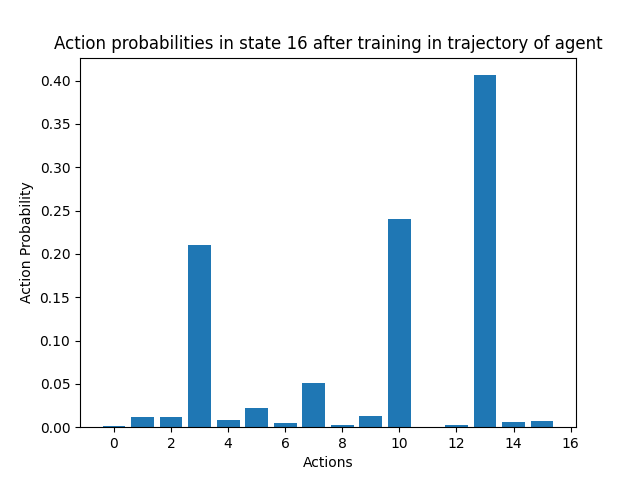 Action probabilities in state 16 after training in trajectory of agent
0.40
0.35
0.30
0.25
0.20
0.15
0.10
0.05
0.00
Action Probability
0 2 4 6 8 10 12 14 16
Actions